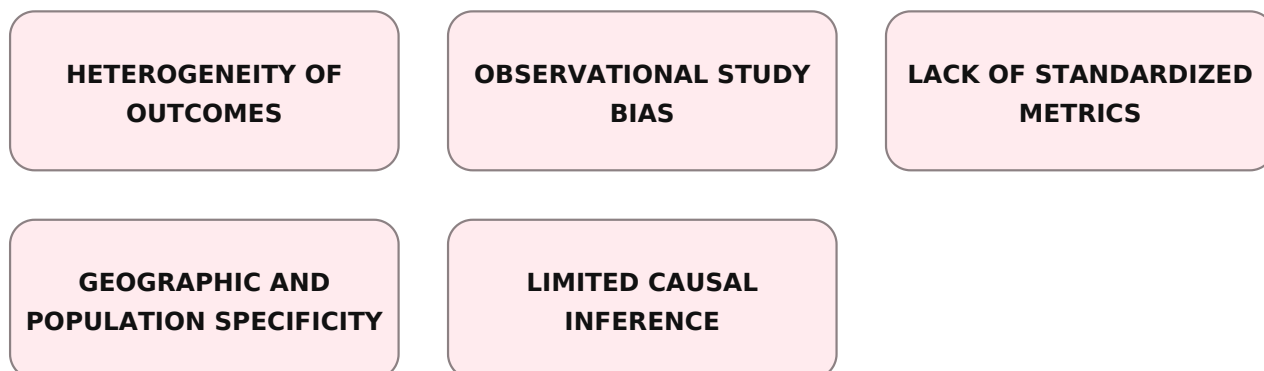 HETEROGENEITY OF
OUTCOMES
OBSERVATIONAL STUDY
BIAS
LACK OF STANDARDIZED
METRICS
GEOGRAPHIC AND
POPULATION SPECIFICITY
LIMITED CAUSAL
INFERENCE